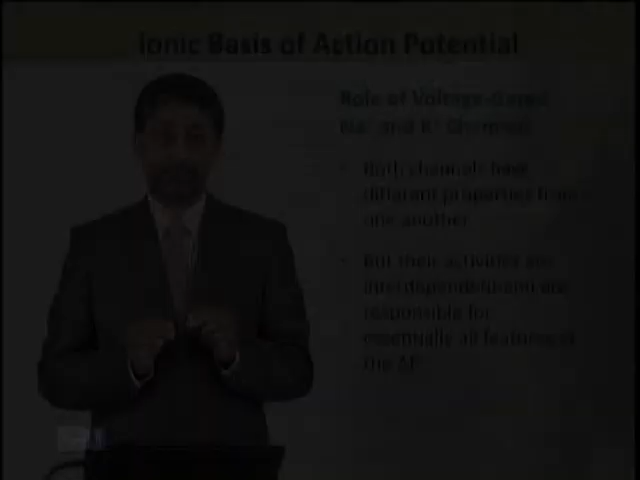 Ionic Basis of Action Potential
Role of Voltage-Gated
Na⁺ and K⁺ Channels
Both channels have
different properties from
one another
But their activities are
interdependent
are
responsible for
essentially all features of
the AP